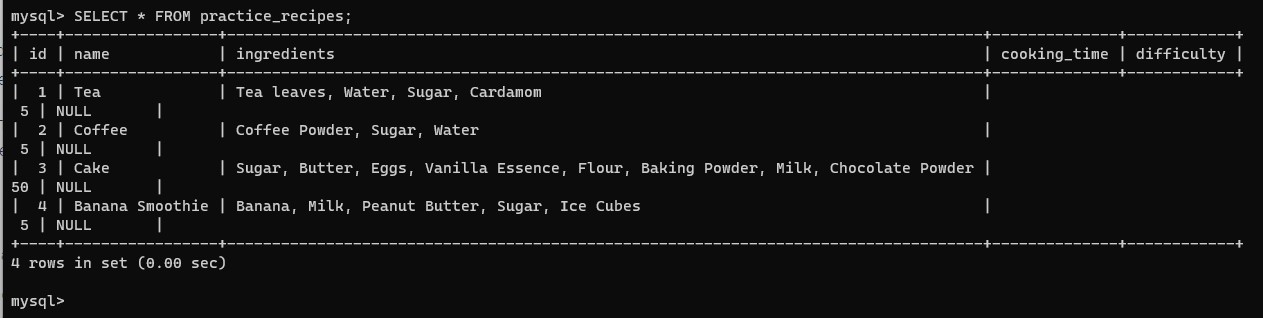 mysql> SELECT * FROM practice_recipes;
+----+-----------------+------------------------------------------------------------------------------------+--------------+------------+
| id | name            | ingredients                                                                        | cooking_time | difficulty |
+----+-----------------+------------------------------------------------------------------------------------+--------------+------------+
|  1 | Tea             | Tea leaves, Water, Sugar, Cardamom                                                 |
 5 | NULL       |
|  2 | Coffee          | Coffee Powder, Sugar, Water                                                        |
 5 | NULL       |
|  3 | Cake            | Sugar, Butter, Eggs, Vanilla Essence, Flour, Baking Powder, Milk, Chocolate Powder |
50 | NULL       |
|  4 | Banana Smoothie | Banana, Milk, Peanut Butter, Sugar, Ice Cubes                                      |
 5 | NULL       |
+----+-----------------+------------------------------------------------------------------------------------+--------------+------------+
4 rows in set (0.00 sec)
mysql>